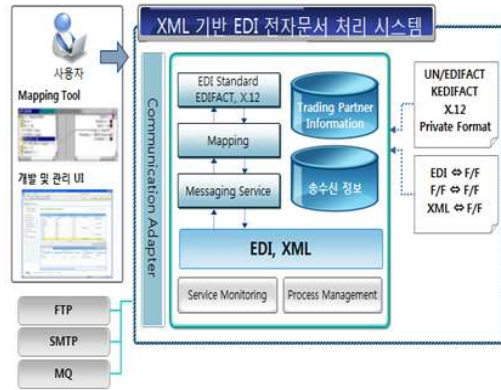 XML 기반 EDI 전자문서 처리 시스템
사용자
Mapping Tool
개발 및 관리 UI
Communication Adapter
EDI Standard
EDIFACT, X.12
Mapping
Messaging Service
Trading Partner
Information
송수신 정보
EDI, XML
Service Monitoring
Process Management
UN/EDIFACT
KEDIFACT
X.12
Private Format
EDI ⇔ F/F
F/F ⇔ F/F
XML ⇔ F/F
FTP
SMTP
MQ